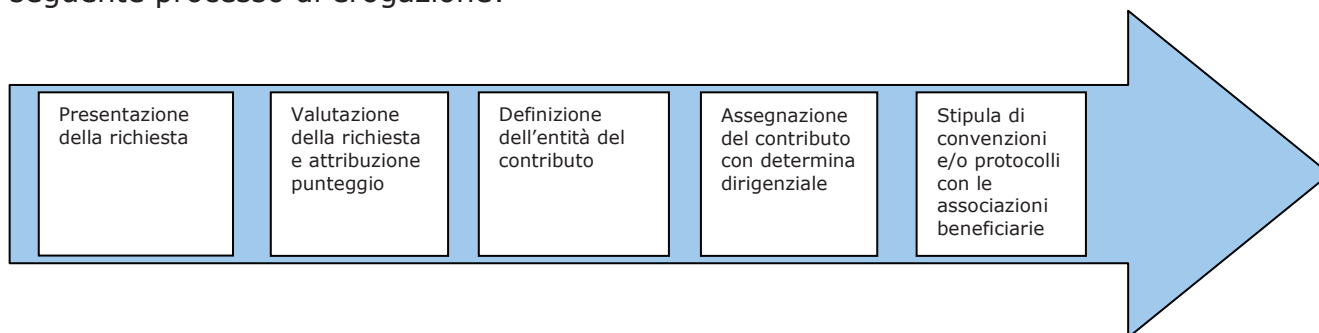 seguente processo di erogazione:
Presentazione
della richiesta
Valutazione
della richiesta
e attribuzione
punteggio
Definizione
dell'entità del
contributo
Assegnazione
del contributo
con determina
dirigenziale
Stipula di
convenzioni
e/o protocolli
con le
associazioni
beneficiarie